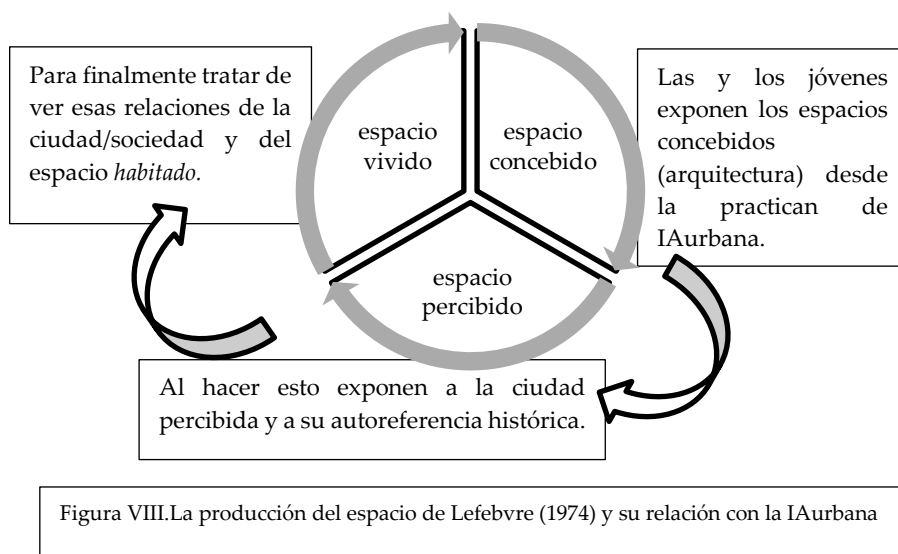 Para finalmente tratar de
ver esas relaciones de la
ciudad/sociedad y del
espacio habitado.
espacio
vivido
espacio
concebido
Las y los jóvenes
exponen los espacios
concebidos
(arquitectura) desde
la practican de
IAurbana.
espacio
percibido
Al hacer esto exponen a la ciudad
percibida y a su autoreferencia histórica.
Figura VIII.La producción del espacio de Lefebvre (1974) y su relación con la IAurbana